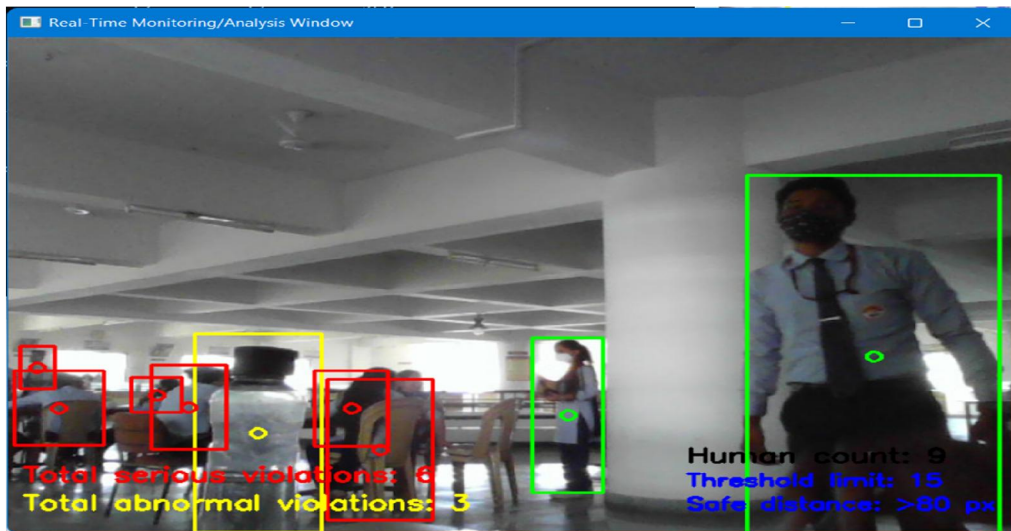 Real-Time Monitoring/Analysis Window
Total serious violations: 6
Total abnormal violations: 3
Human count: 9
Threshold limit: 15
Safe distance: >80 px